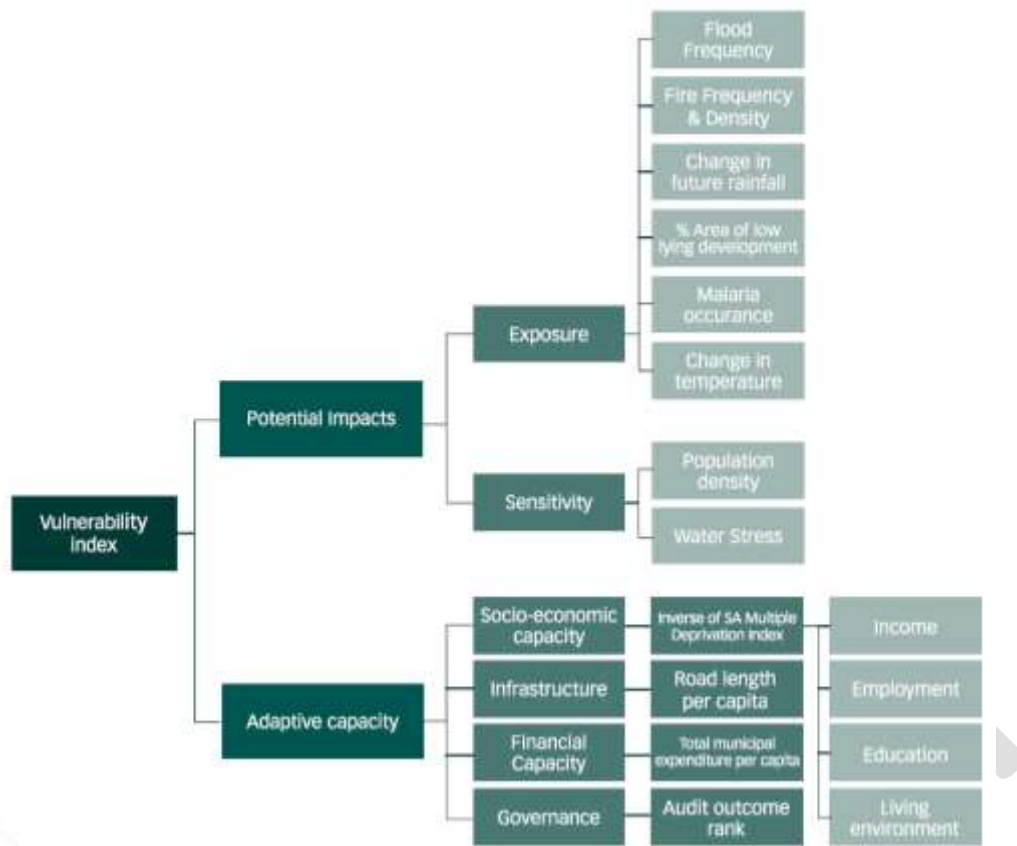 Flood
Frequency
Fire Frequency
& Density
Change in
future rainfall
% Area of low
lying development
Malaria
occurance
Change in
temperature
Exposure
Potential Impacts
Population
density
Sensitivity
Water Stress
Vulnerability
index
Socio-economic
capacity
Inverse of SA Multiple
Deprivation Index
Income
Infrastructure
Road length
per capita
Employment
Adaptive capacity
Financial
Capacity
Total municipal
expenditure per capita
Education
Governance
Audit outcome
rank
Living
environment